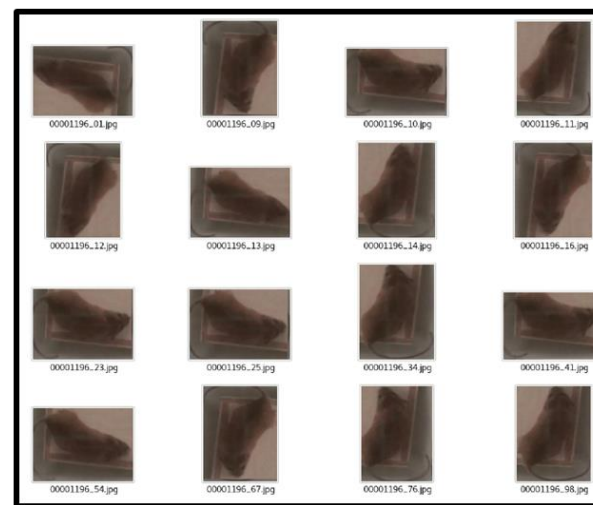 00001196_01.jpg
00001196_09.jpg
00001196_10.jpg
00001196_11.jpg
00001196_12.jpg
00001196_13.jpg
00001196_14.jpg
00001196_16.jpg
00001196_23.jpg
00001196_25.jpg
00001196_34.jpg
00001196_41.jpg
00001196_54.jpg
00001196_67.jpg
00001196_76.jpg
00001196_98.jpg